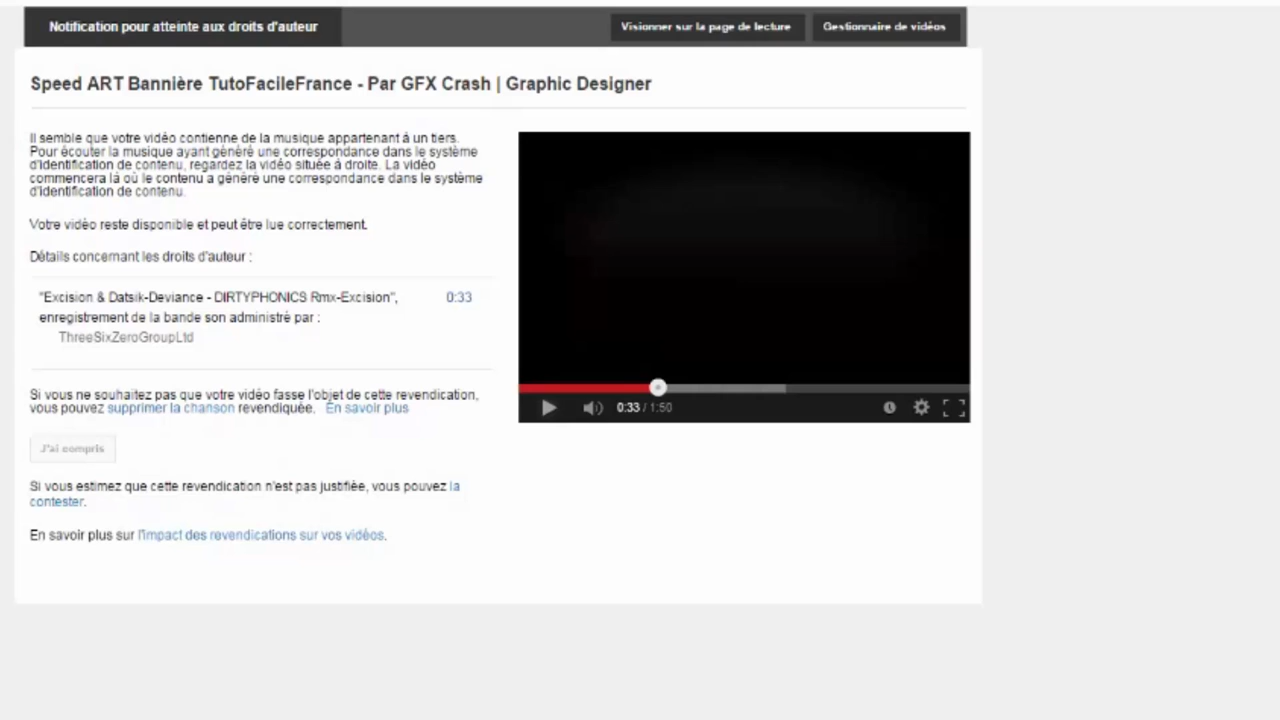 Notification pour atteinte aux droits d'auteur
Visionner sur la page de lecture
Gestionnaire de vidéos
Speed ART Bannière TutoFacileFrance - Par GFX Crash | Graphic Designer
Il semble que votre vidéo contienne de la musique appartenant à un tiers.
Pour écouter la musique ayant généré une correspondance dans le système
d'identification de contenu, regardez la vidéo située à droite. La vidéo
commencera là où le contenu a généré une correspondance dans le système
d'identification de contenu.
Votre vidéo reste disponible et peut être lue correctement.
Détails concernant les droits d'auteur :
"Excision & Datsik-Deviance - DIRTYPHONICS Rmx-Excision", 0:33
enregistrement de la bande son administré par :
ThreeSixZeroGroupLtd
Si vous ne souhaitez pas que votre vidéo fasse l'objet de cette revendication,
vous pouvez supprimer la chanson revendiquée. En savoir plus
J'ai compris
Si vous estimez que cette revendication n'est pas justifiée, vous pouvez la
contester.
En savoir plus sur l'impact des revendications sur vos vidéos.
0:33 / 1:50